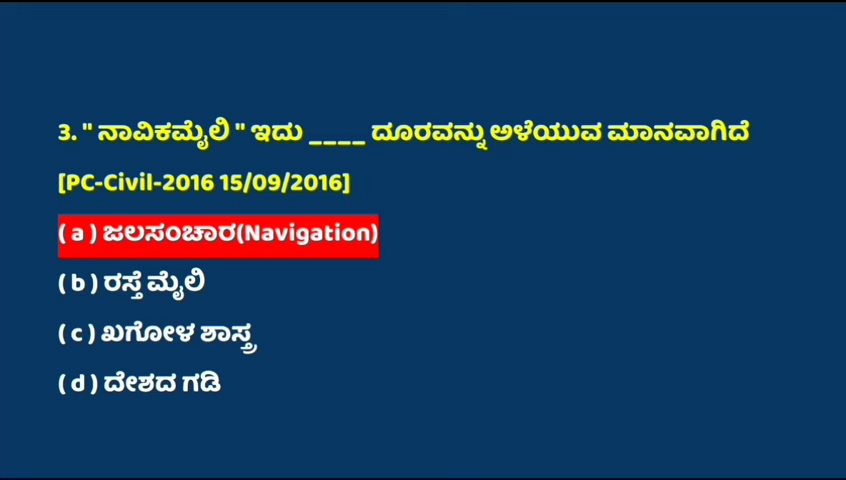 3. " ನಾವಿಕಮೈಲಿ " ಇದು ____ ದೂರವನ್ನು ಅಳೆಯುವ ಮಾನವಾಗಿದೆ
[PC-Civil-2016 15/09/2016]
( a ) ಜಲಸಂಚಾರ(Navigation)
( b ) ರಸ್ತೆ ಮೈಲಿ
( c ) ಖಗೋಳ ಶಾಸ್ತ್ರ
( d ) ದೇಶದ ಗಡಿ